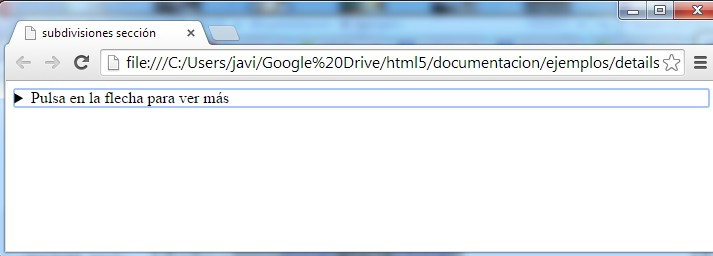 subdivisiones sección
file:///C:/Users/javi/Google%20Drive/html5/documentacion/ejemplos/details
Pulsa en la flecha para ver más